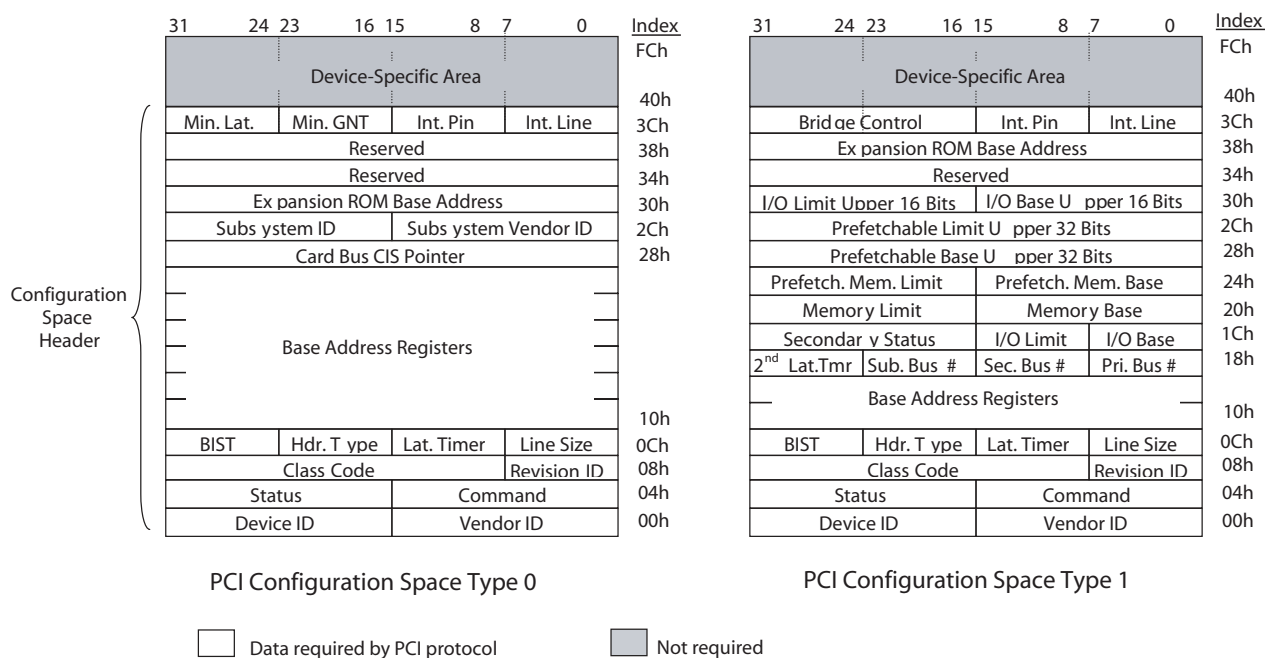 31 24 23 16 15 8 7 0 Index
FCh
Device-Specific Area
40h
Min. Lat. Min. GNT Int. Pin Int. Line 3Ch
Reserved 38h
Reserved 34h
Ex pansion ROM Base Address 30h
Subs ystem ID Subs ystem Vendor ID 2Ch
Card Bus CIS Pointer 28h
Configuration
Space
Header
Base Address Registers
10h
BIST Hdr. T ype Lat. Timer Line Size 0Ch
Class Code Revision ID 08h
Status Command 04h
Device ID Vendor ID 00h
PCI Configuration Space Type 0
31 24 23 16 15 8 7 0 Index
FCh
Device-Specific Area
40h
Brid ge Control Int. Pin Int. Line 3Ch
Ex pansion ROM Base Address 38h
Reserved 34h
I/O Limit Upper 16 Bits I/O Base U pper 16 Bits 30h
Prefetchable Limit U pper 32 Bits 2Ch
Prefetchable Base U pper 32 Bits 28h
Prefetch. Mem. Limit Prefetch. Mem. Base 24h
Memory Limit Memory Base 20h
Secondar y Status I/O Limit I/O Base 1Ch
2nd Lat.Tmr Sub. Bus # Sec. Bus # Pri. Bus # 18h
Base Address Registers
10h
BIST Hdr. T ype Lat. Timer Line Size 0Ch
Class Code Revision ID 08h
Status Command 04h
Device ID Vendor ID 00h
PCI Configuration Space Type 1
Data required by PCI protocol
Not required